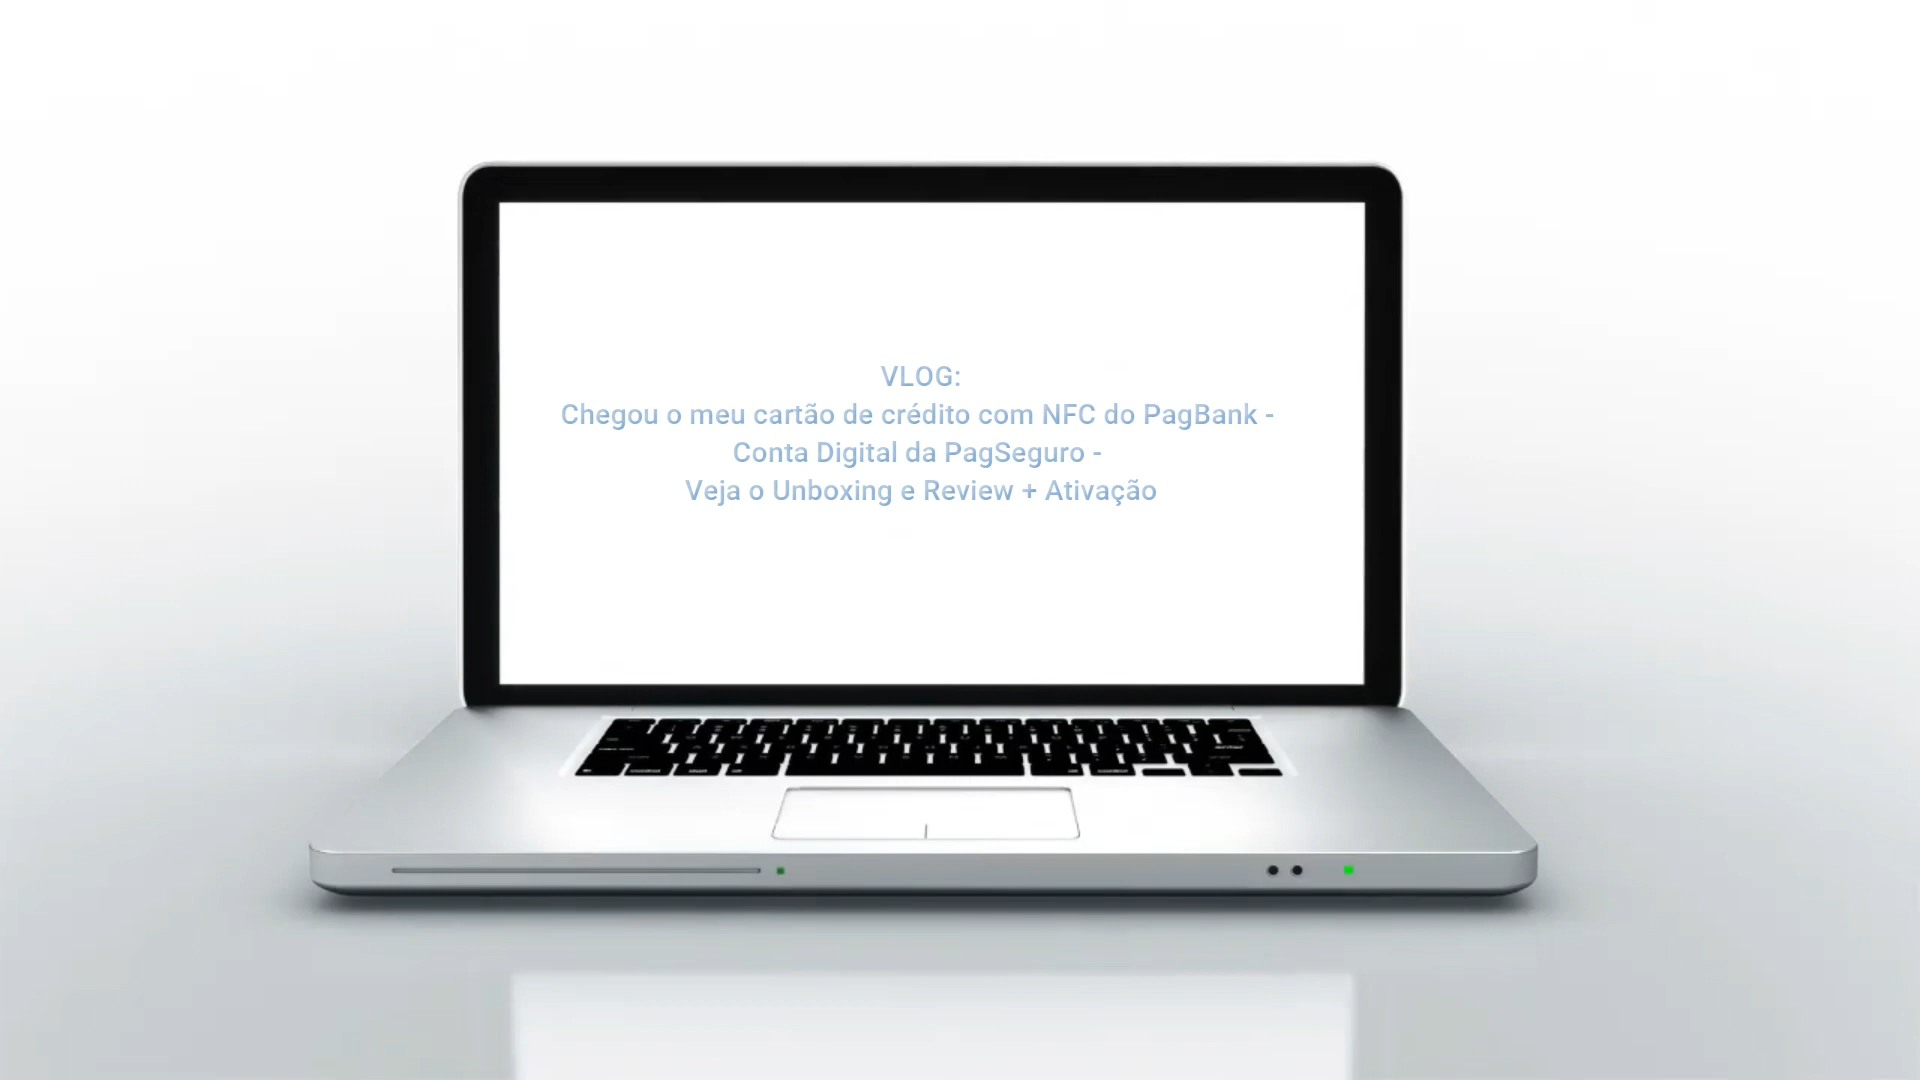 VLOG:
Chegou o meu cartão de crédito com NFC do PagBank -
Conta Digital da PagSeguro -
Veja o Unboxing e Review + Ativação